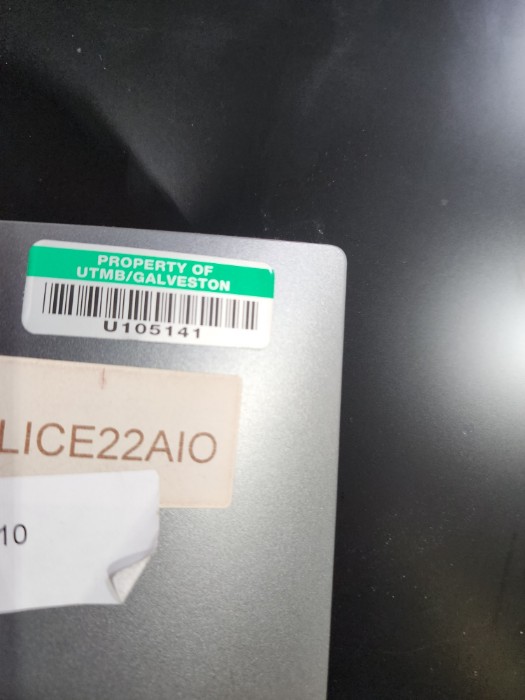 PROPERTY OF
UTMB/GALVESTON
U105141
LICE22AIO
10